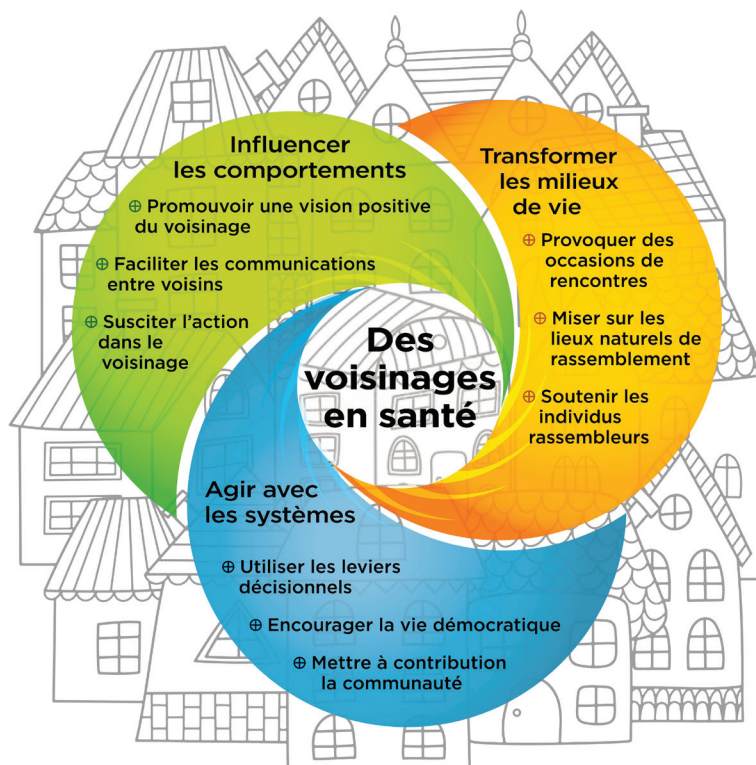 Influencer
les comportements
⊕ Promouvoir une vision positive
du voisinage
⊕ Faciliter les communications
entre voisins
⊕ Susciter l'action
dans le
voisinage
Transformer
les milieux
de vie
⊕ Provoquer des
occasions de
rencontres
⊕ Miser sur les
lieux naturels de
rassemblement
⊕ Soutenir les
individus
rassembleurs
Des
voisinages
en santé
Agir avec
les systèmes
⊕ Utiliser les leviers
décisionnels
⊕ Encourager la vie démocratique
⊕ Mettre à contribution
la communauté